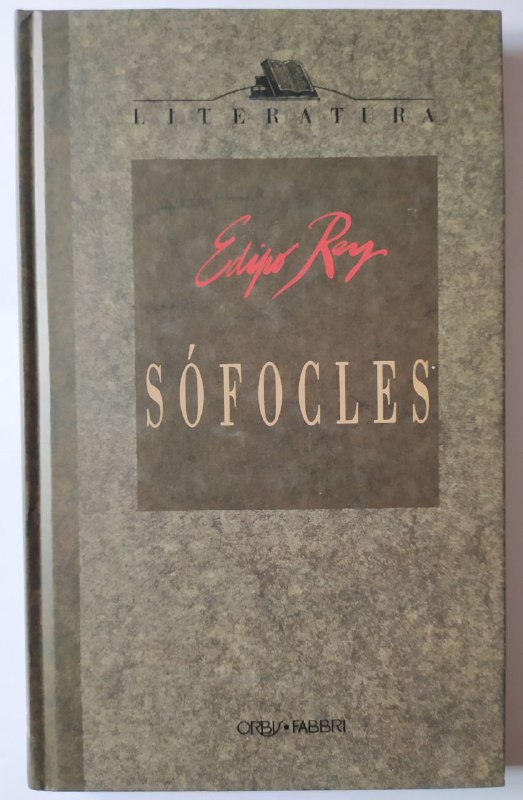 LITERATURA
Edipo Rey
SÓFOCLES
ORBIS • FABBRI